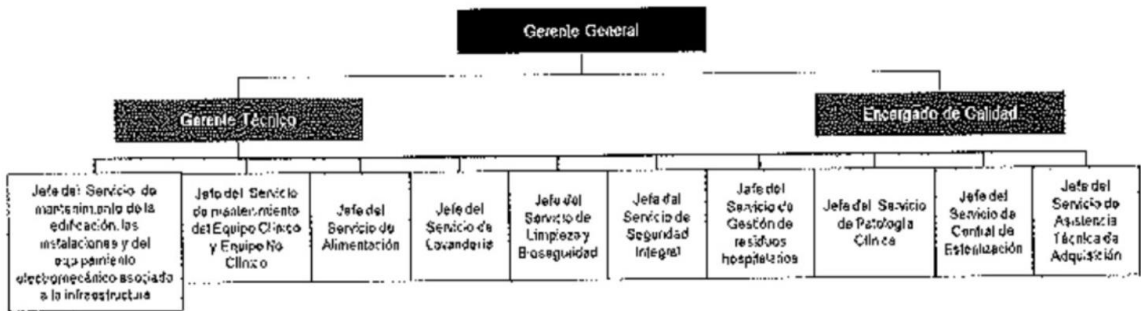 Gerente General
Gerente Técnico
Encargado de Calidad
Jefe del Servicio de
mantenimiento de la
edificación, las
instalaciones y del
equipamiento
electromecánico asociado
a la infraestructura
Jefe del Servicio
de mantenimiento
del Equipo Clínico
y Equipo No
Clínico
Jefe del
Servicio de
Alimentación
Jefe del
Servicio de
Lavandería
Jefe del
Servicio de
Limpieza y
Bioseguridad
Jefe del
Servicio de
Seguridad
Integral
Jefe del
Servicio de
Gestión de
residuos
hospitalarios
Jefe del Servicio
de Patología
Clínica
Jefe del
Servicio de
Central de
Esterilización
Jefe del
Servicio de
Asistencia
Técnica de
Adquisición